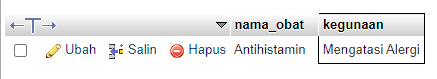 nama_obat kegunaan
Ubah Salin Hapus Antihistamin Mengatasi Alergi